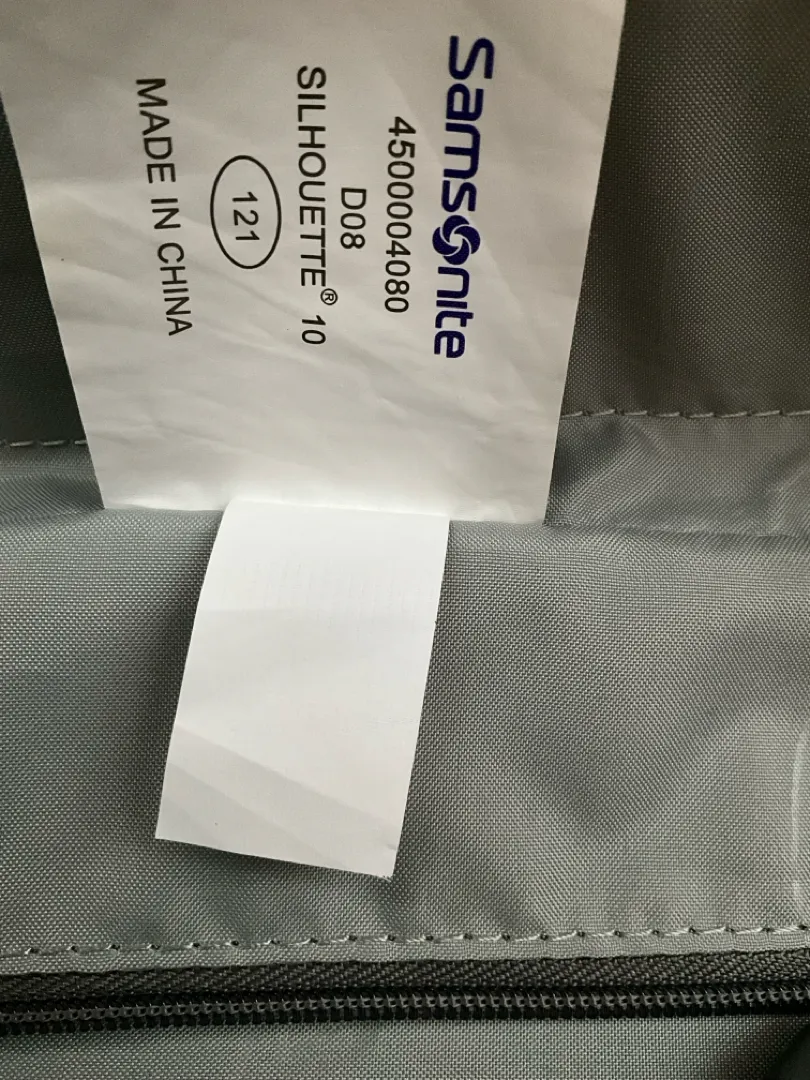 Samsonite
4500004080
D08
SILHOUETTE® 10
121
MADE IN CHINA